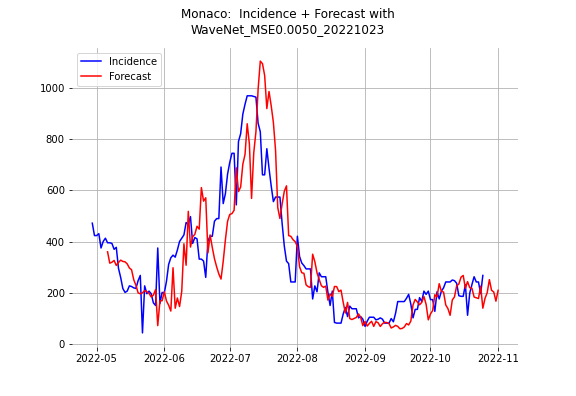 Monaco:  Incidence + Forecast with
WaveNet_MSE0.0050_20221023
Incidence
Forecast
1000
800
600
400
200
0
2022-05 2022-06 2022-07 2022-08 2022-09 2022-10 2022-11